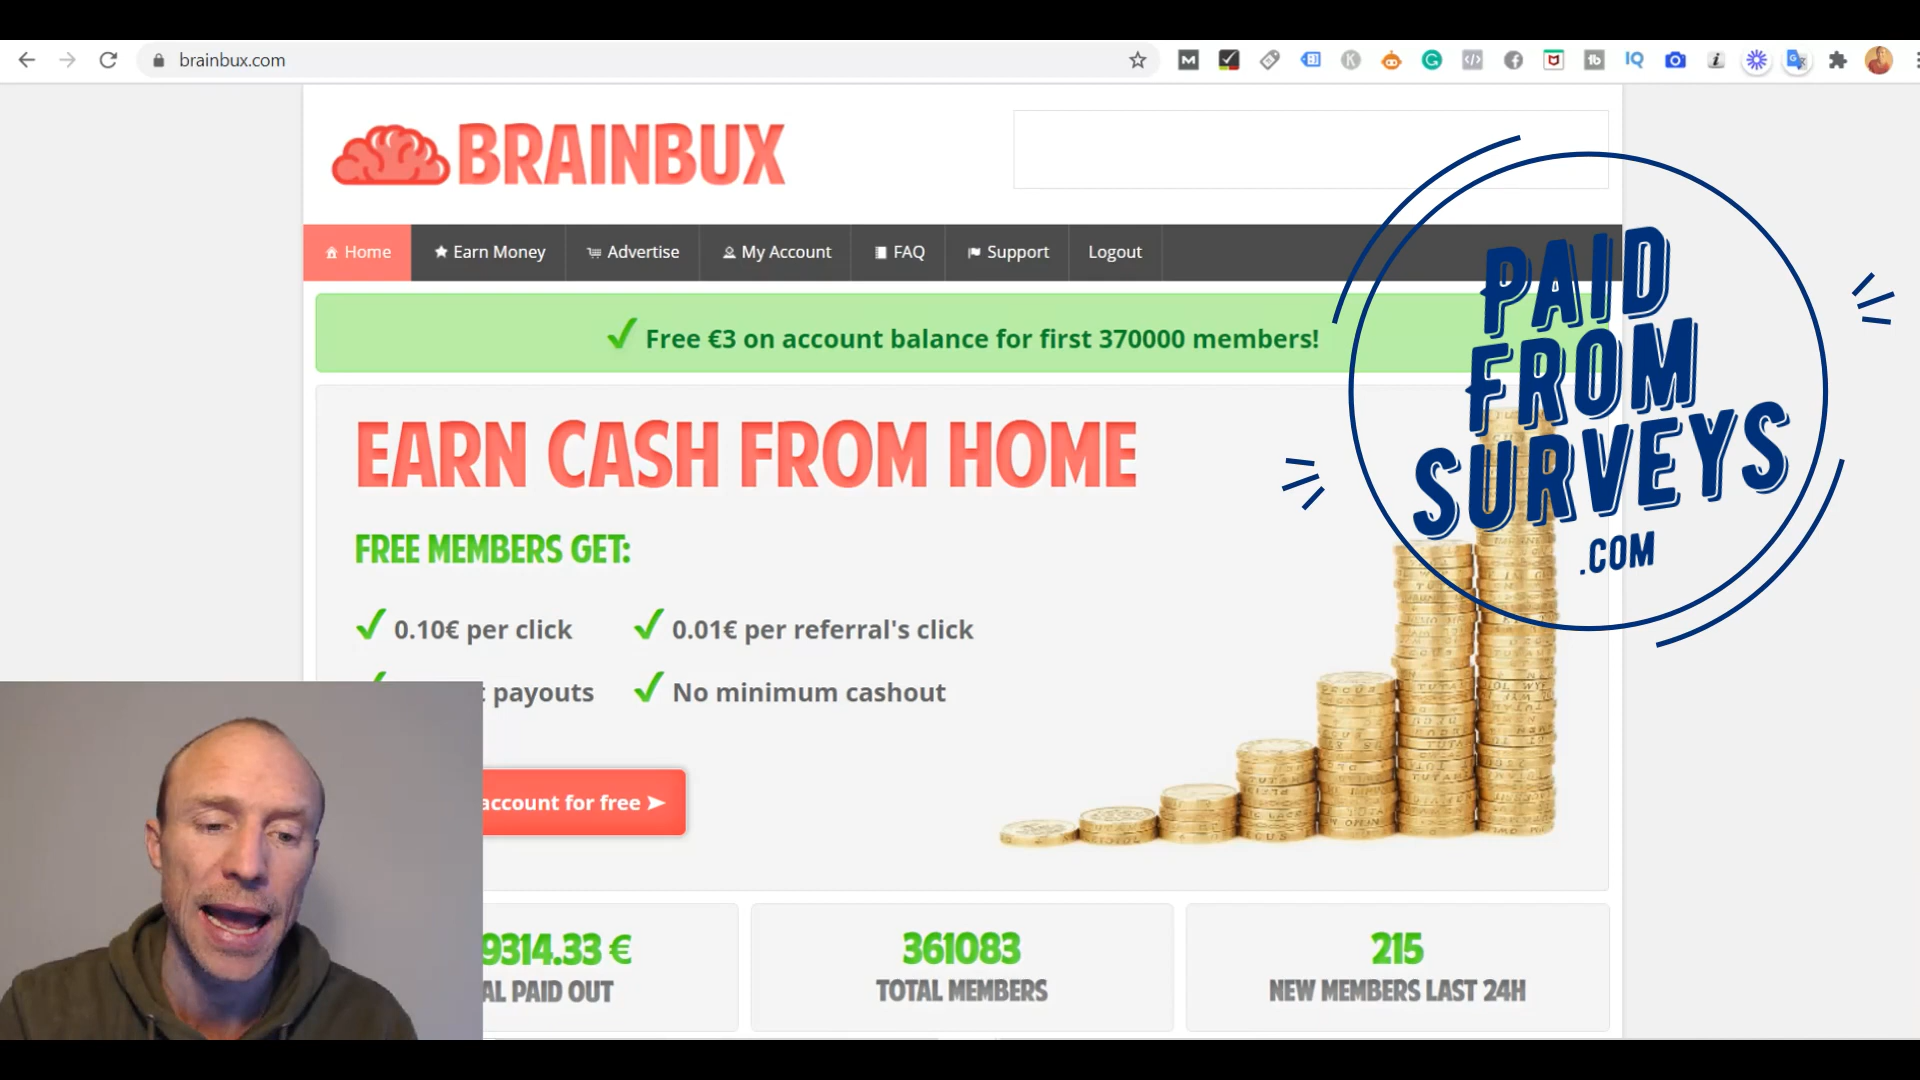 brainbux.com
BRAINBUX
Home
Earn Money
Advertise
My Account
FAQ
Support
Logout
Free €3 on account balance for first 370000 members!
EARN CASH FROM HOME
FREE MEMBERS GET:
0.10€ per click
0.01€ per referral's click
payouts
No minimum cashout
account for free
9314.33 €
AL PAID OUT
361083
TOTAL MEMBERS
215
NEW MEMBERS LAST 24H
PAID
FROM
SURVEYS
.COM